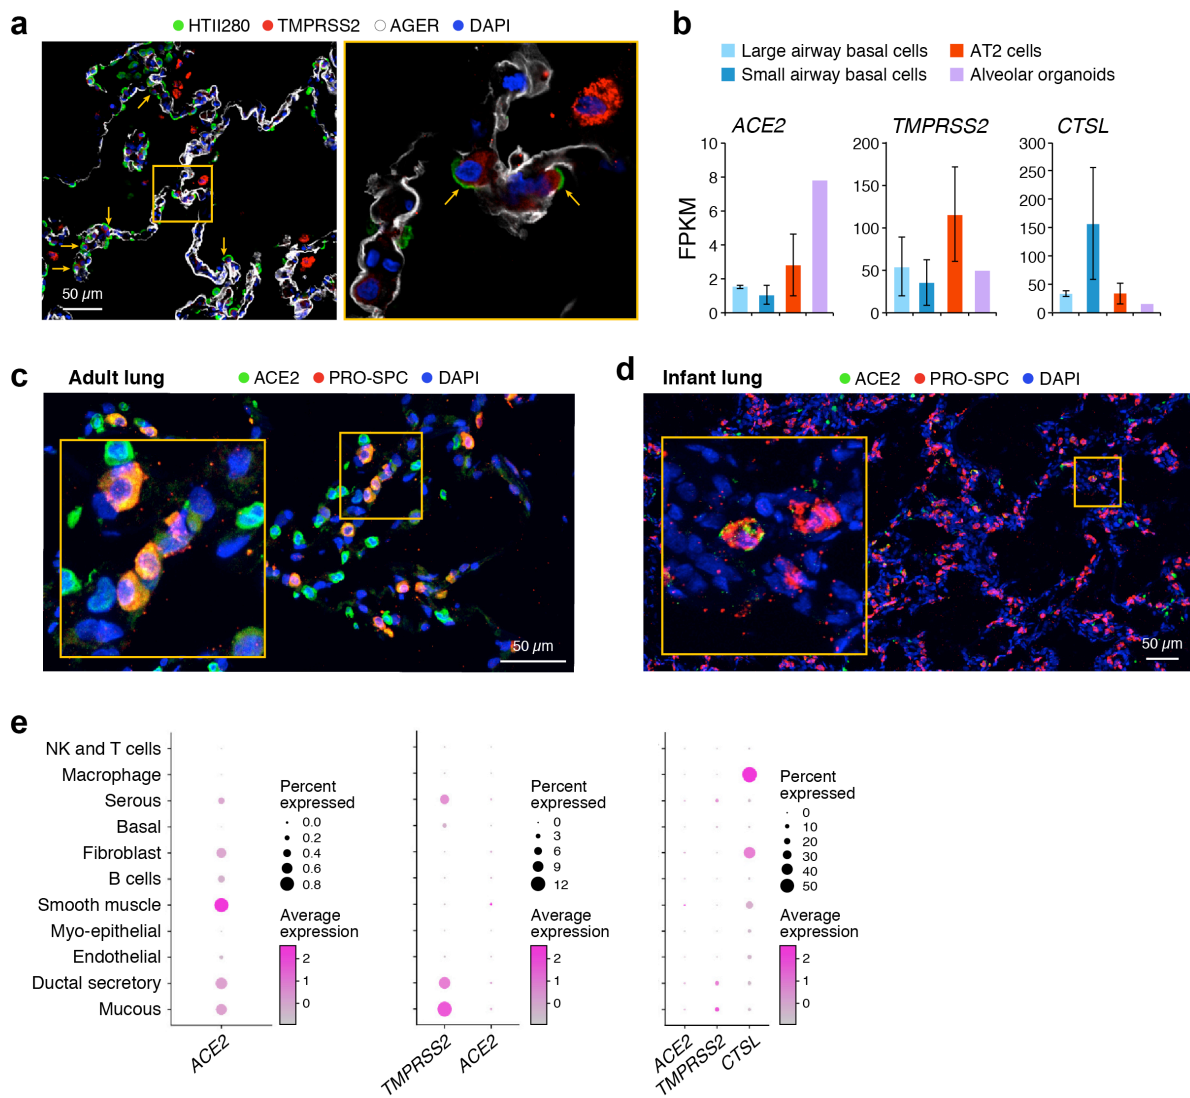 a
HTII280 TMPRSS2 AGER DAPI
50 µm
b
Large airway basal cells
Small airway basal cells
AT2 cells
Alveolar organoids
ACE2
TMPRSS2
CTSL
FPKM
10
8
6
4
2
0
200
150
100
50
0
300
250
200
150
100
50
0
c
Adult lung
ACE2 PRO-SPC DAPI
50 µm
d
Infant lung
ACE2 PRO-SPC DAPI
50 µm
e
NK and T cells
Macrophage
Serous
Basal
Fibroblast
B cells
Smooth muscle
Myo-epithelial
Endothelial
Ductal secretory
Mucous
ACE2
Percent
expressed
0.0
0.2
0.4
0.6
0.8
Average
expression
2
1
0
TMPRSS2
ACE2
Percent
expressed
0
3
6
9
12
Average
expression
2
1
0
ACE2
TMPRSS2
CTSL
Percent
expressed
0
10
20
30
40
50
Average
expression
2
1
0